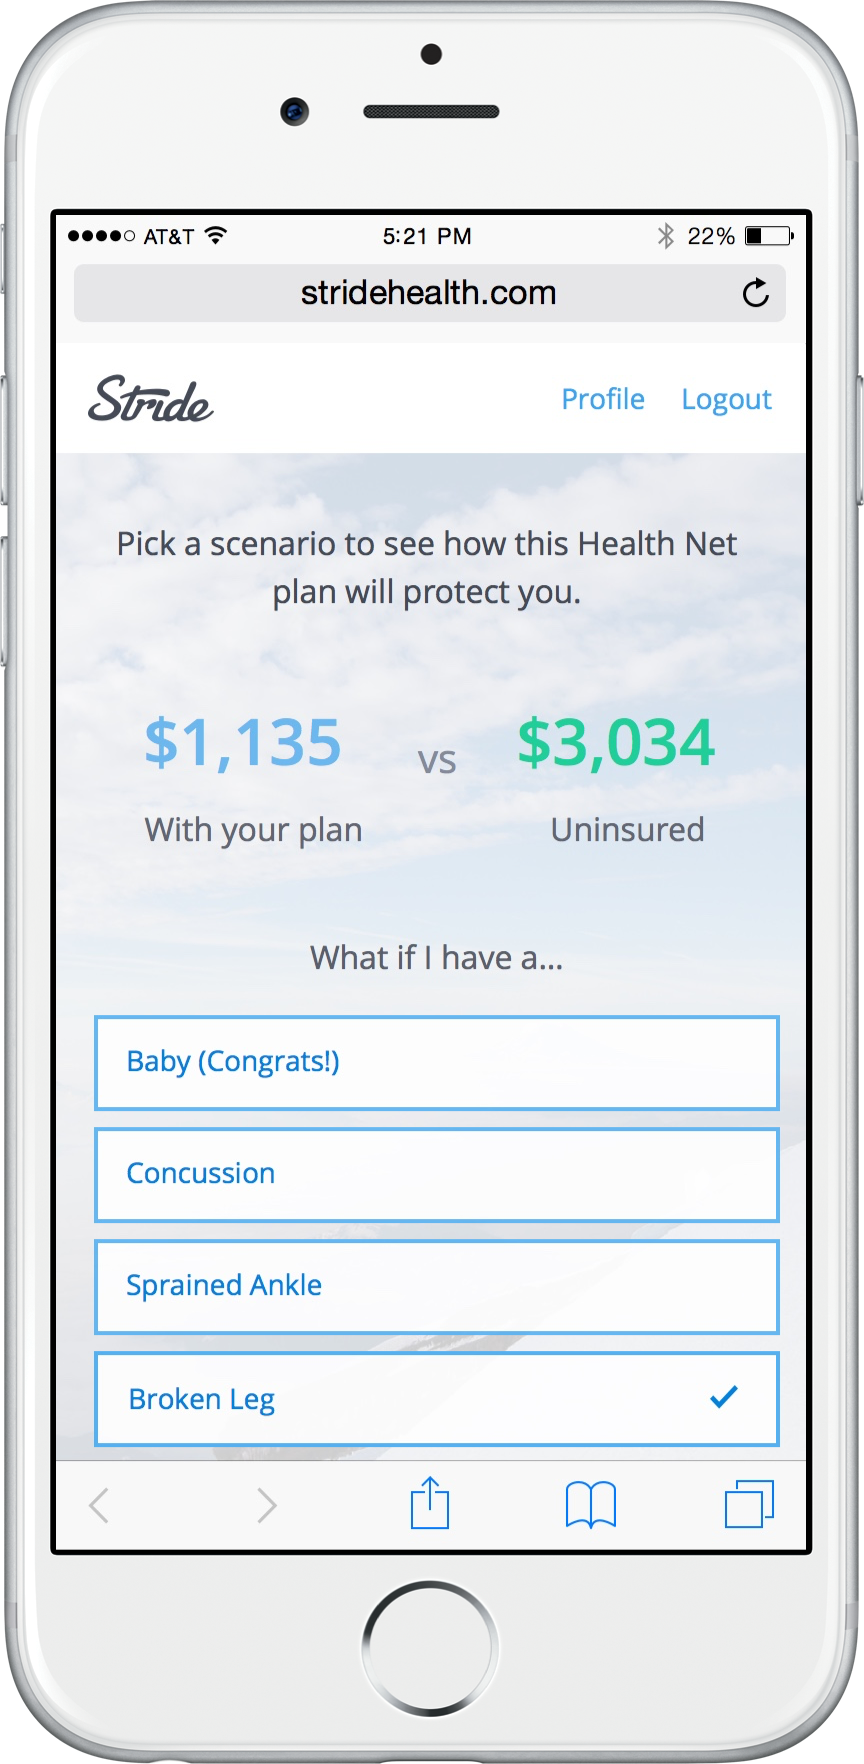 AT&T 5:21 PM 22%
stridehealth.com
Stride Profile Logout
Pick a scenario to see how this Health Net
plan will protect you.
$1,135 vs $3,034
With your plan Uninsured
What if I have a...
Baby (Congrats!)
Concussion
Sprained Ankle
Broken Leg